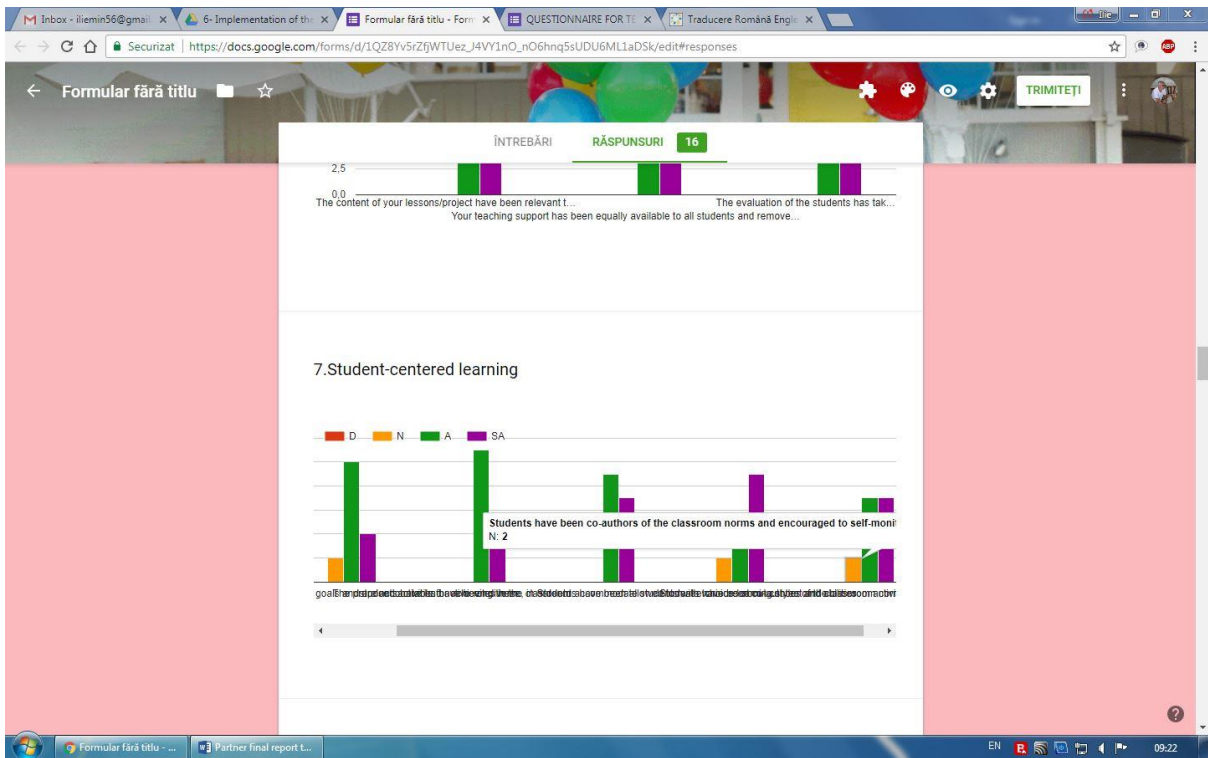 Inbox - iliemin56@gmail
6- Implementation of the
Formular fără titlu - Form
QUESTIONNAIRE FOR TE
Traducere Română Engle
Ilie
Securizat
https://docs.google.com/forms/d/1QZ8Yv5rZfjWTUez_J4VY1nO_nO6hnq5sUDU6ML1aDSk/edit#responses
ABP
Formular fără titlu
TRIMITEȚI
ÎNTREBĂRI
RĂSPUNSURI 16
2,5
0,0
The content of your lessons/project have been relevant t...
The evaluation of the students has tak...
Your teaching support has been equally available to all students and remove...
7.Student-centered learning
D N A SA
Students have been co-authors of the classroom norms and encouraged to self-monit
N: 2
Formular fără titlu - ...
Partner final report t...
EN
09:22